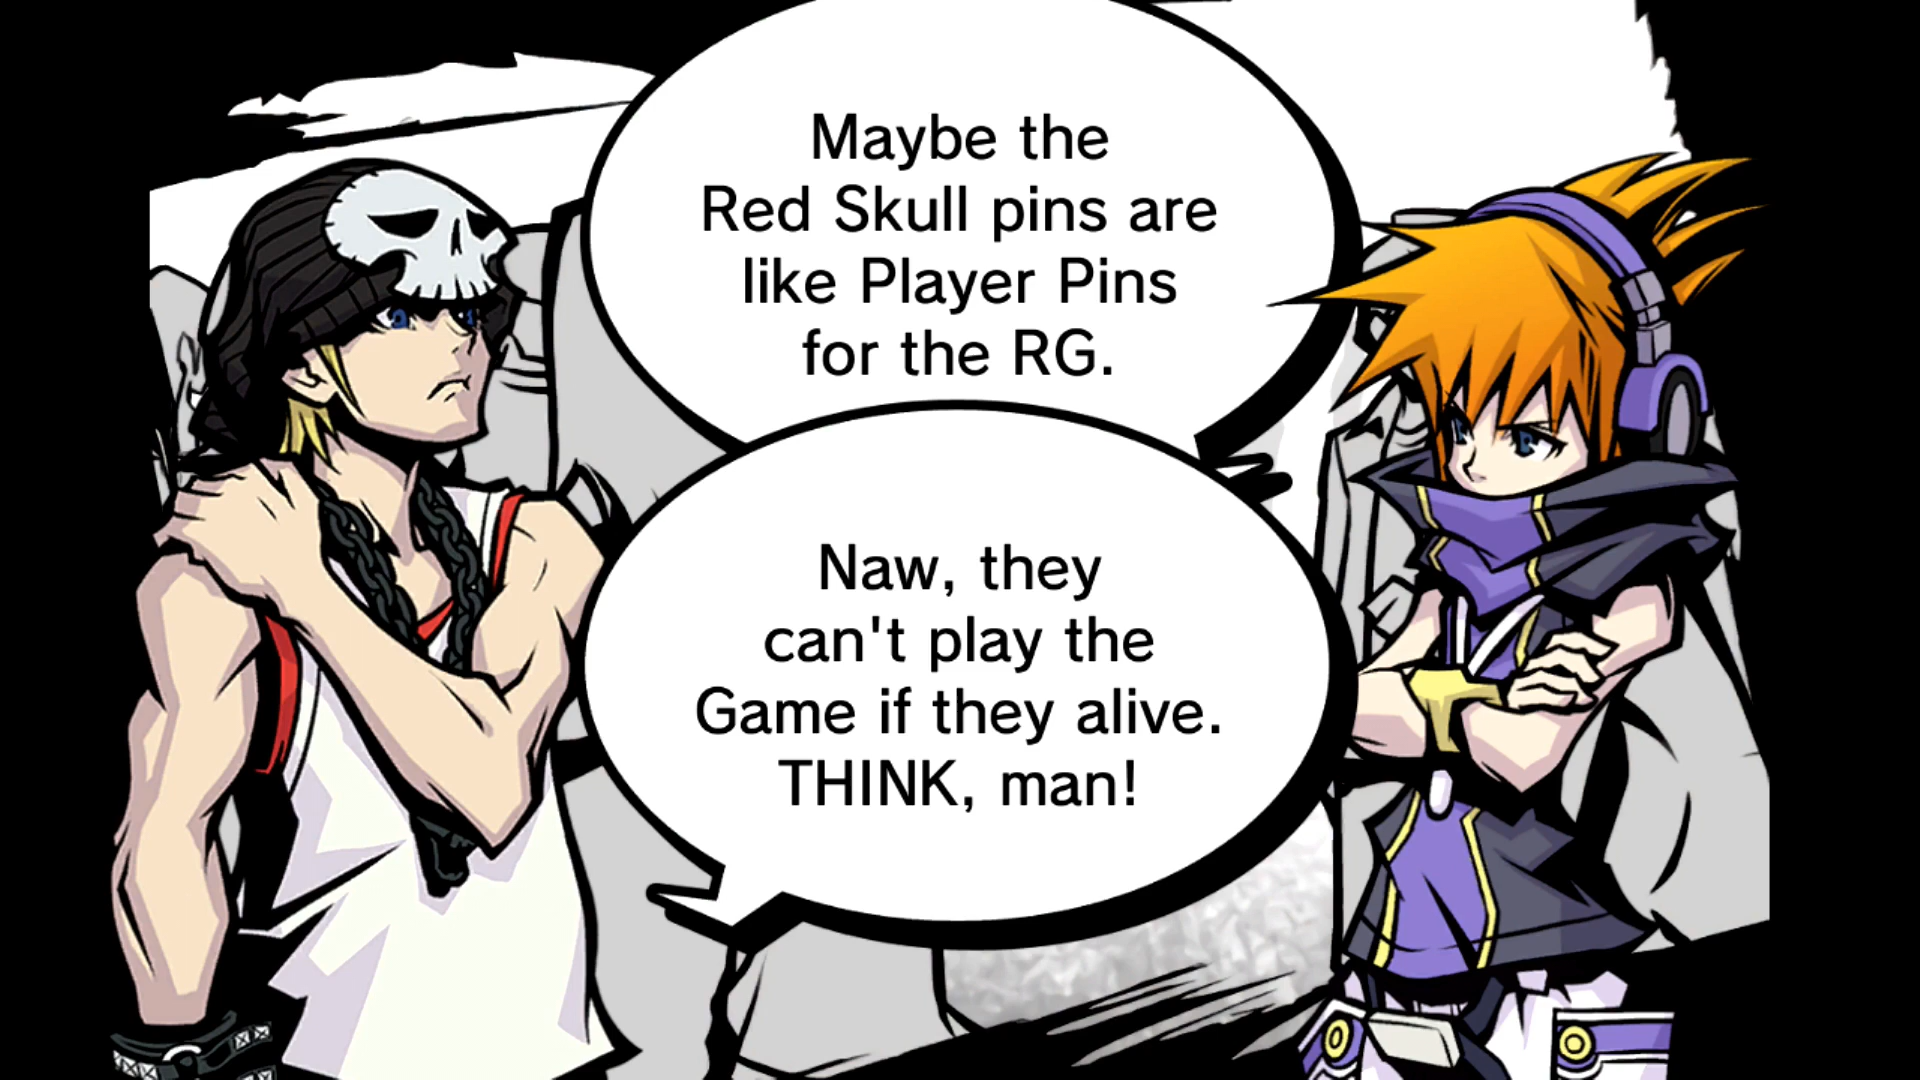 Maybe the
Red Skull pins are
like Player Pins
for the RG.
Naw, they
can't play the
Game if they alive.
THINK, man!